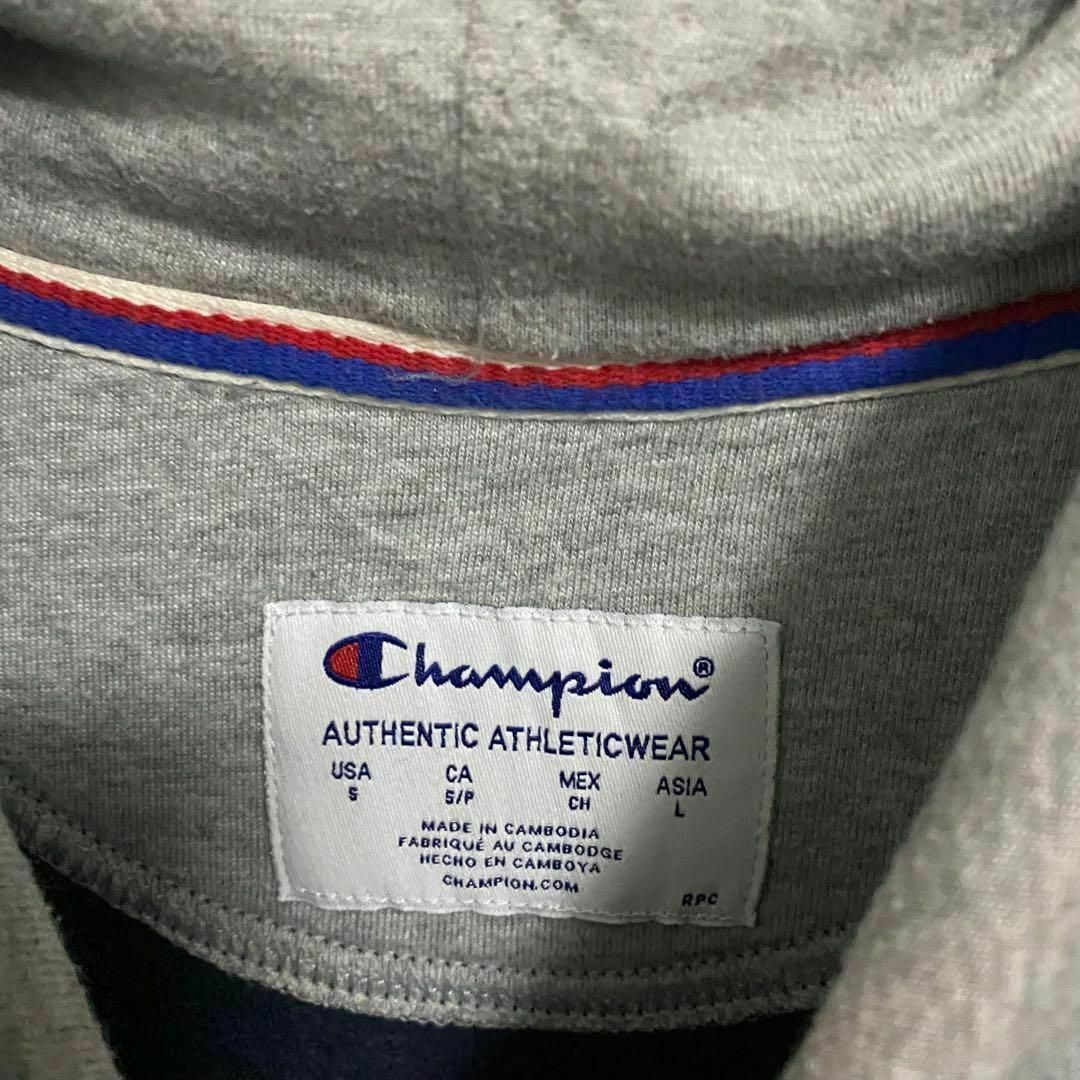 Champion®
AUTHENTIC ATHLETICWEAR
USA CA MEX ASIA
S S/P CH L
MADE IN CAMBODIA
FABRIQUÉ AU CAMBODGE
HECHO EN CAMBOYA
CHAMPION.COM
RPC